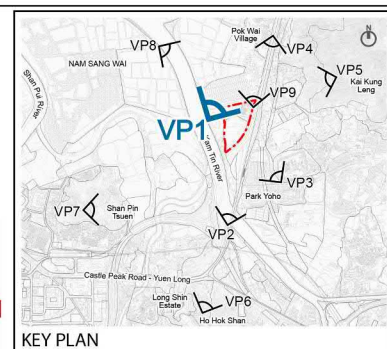 N
Pok Wai
Village
VP8
VP4
NAM SANG WAI
VP5
Kai Kung
Leng
VP9
Shan Pui River
VP1
Kam Tin River
VP3
Park Yoho
VP7
Shan Pin
Tsuen
VP2
Castle Peak Road - Yuen Long
Long Shin
Estate
VP6
Ho Hok Shan
KEY PLAN